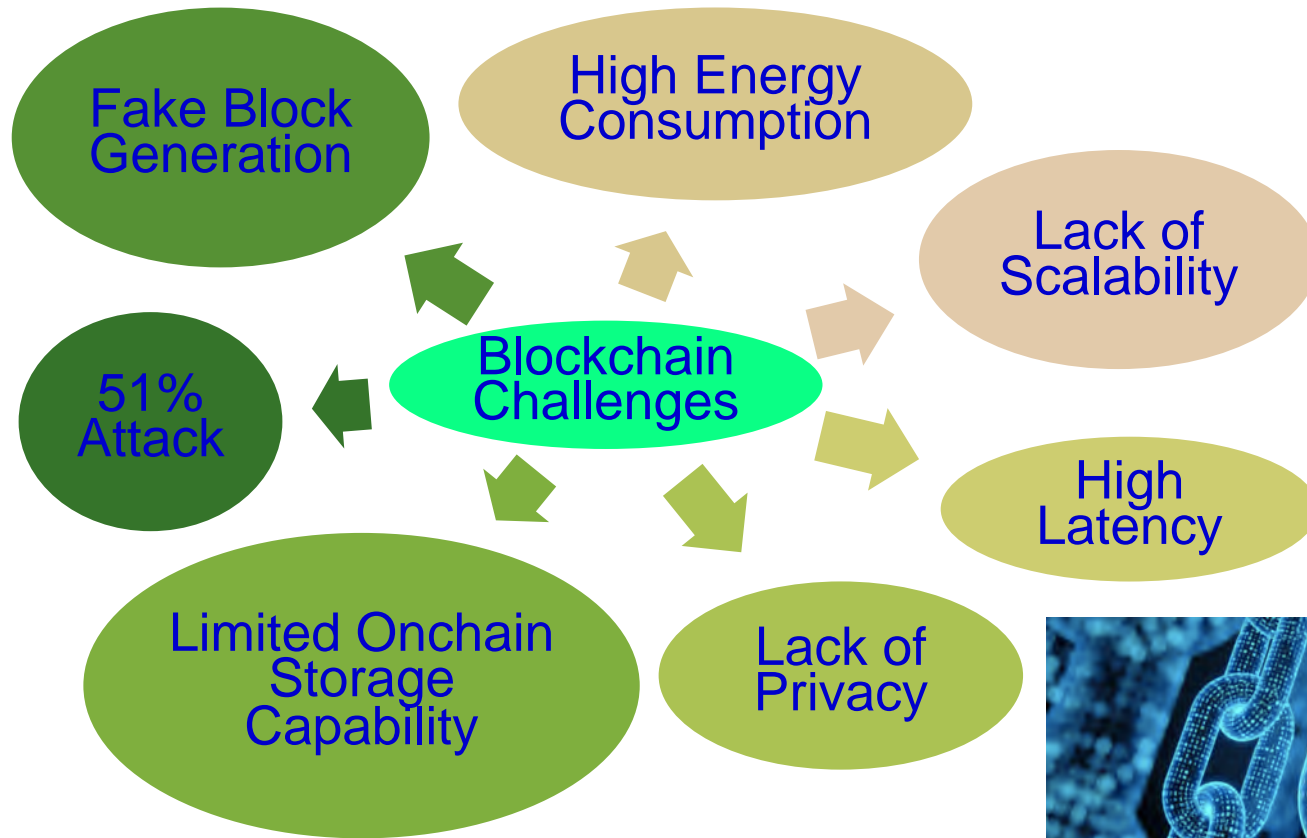 Fake Block
Generation
High Energy
Consumption
Lack of
Scalability
Blockchain
Challenges
51%
Attack
High
Latency
Limited Onchain
Storage
Capability
Lack of
Privacy